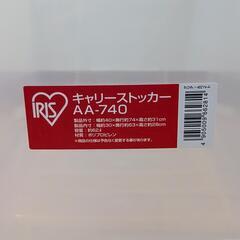 IRIS
キャリーストッカー
AA-740
製品外寸:幅約40×奥行約74×高さ約31cm
製品内寸:幅約30×奥行約63×高さ約28cm
容量:約62ℓ
材質:ポリプロピレン
4905009662814